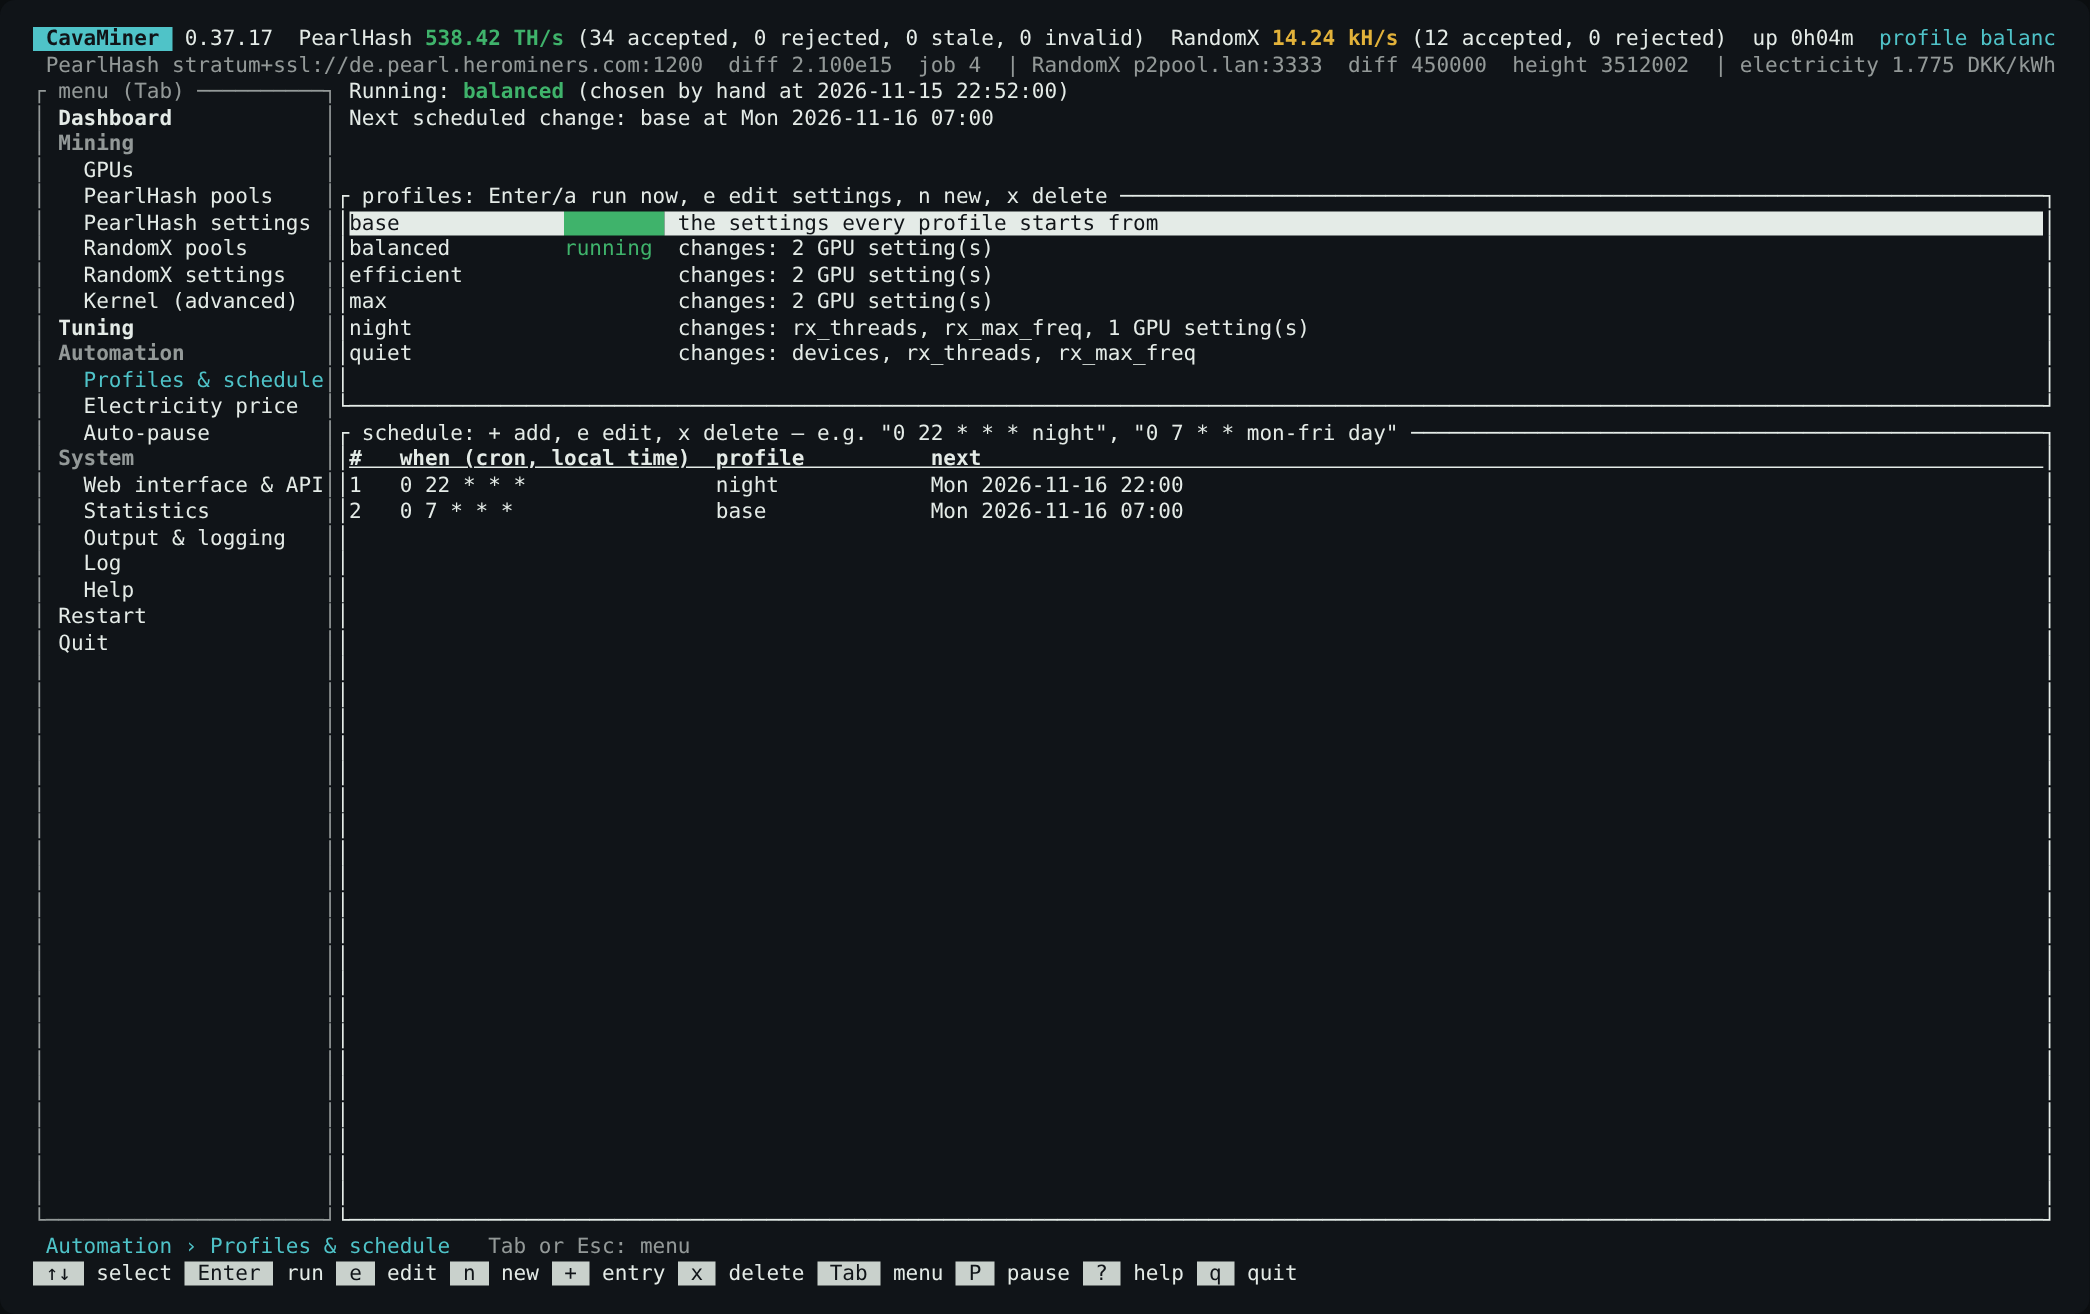 CavaMiner 0.37.17 PearlHash 538.42 TH/s (34 accepted, 0 rejected, 0 stale, 0 invalid) RandomX 14.24 kH/s (12 accepted, 0 rejected) up 0h04m profile balanc
PearlHash stratum+ssl://de.pearl.herominers.com:1200 diff 2.100e15 job 4 | RandomX p2pool.lan:3333 diff 450000 height 3512002 | electricity 1.775 DKK/kWh
menu (Tab)
Dashboard
Mining
GPUs
PearlHash pools
PearlHash settings
RandomX pools
RandomX settings
Kernel (advanced)
Tuning
Automation
Profiles & schedule
Electricity price
Auto-pause
System
Web interface & API
Statistics
Output & logging
Log
Help
Restart
Quit
Running: balanced (chosen by hand at 2026-11-15 22:52:00)
Next scheduled change: base at Mon 2026-11-16 07:00
profiles: Enter/a run now, e edit settings, n new, x delete
base the settings every profile starts from
balanced running changes: 2 GPU setting(s)
efficient changes: 2 GPU setting(s)
max changes: 2 GPU setting(s)
night changes: rx_threads, rx_max_freq, 1 GPU setting(s)
quiet changes: devices, rx_threads, rx_max_freq
schedule: + add, e edit, x delete — e.g. "0 22 * * * night", "0 7 * * mon-fri day"
# when (cron, local time) profile next
1 0 22 * * * night Mon 2026-11-16 22:00
2 0 7 * * * base Mon 2026-11-16 07:00
Automation › Profiles & schedule Tab or Esc: menu
↑↓ select Enter run e edit n new + entry x delete Tab menu P pause ? help q quit